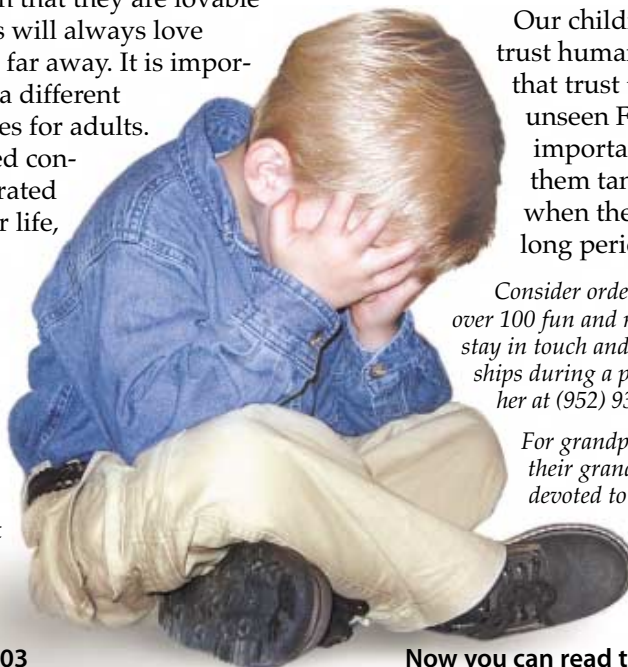 that they are lovable
s will always love
far away. It is impor-
a different
es for adults.
ed con-
rated
r life,
t
03
Our child
trust human
that trust
unseen F
importa
them tan
when the
long peri
Consider orde
over 100 fun and
stay in touch and
ships during a p
her at (952) 93
For grandp
their grand
devoted to
Now you can read t